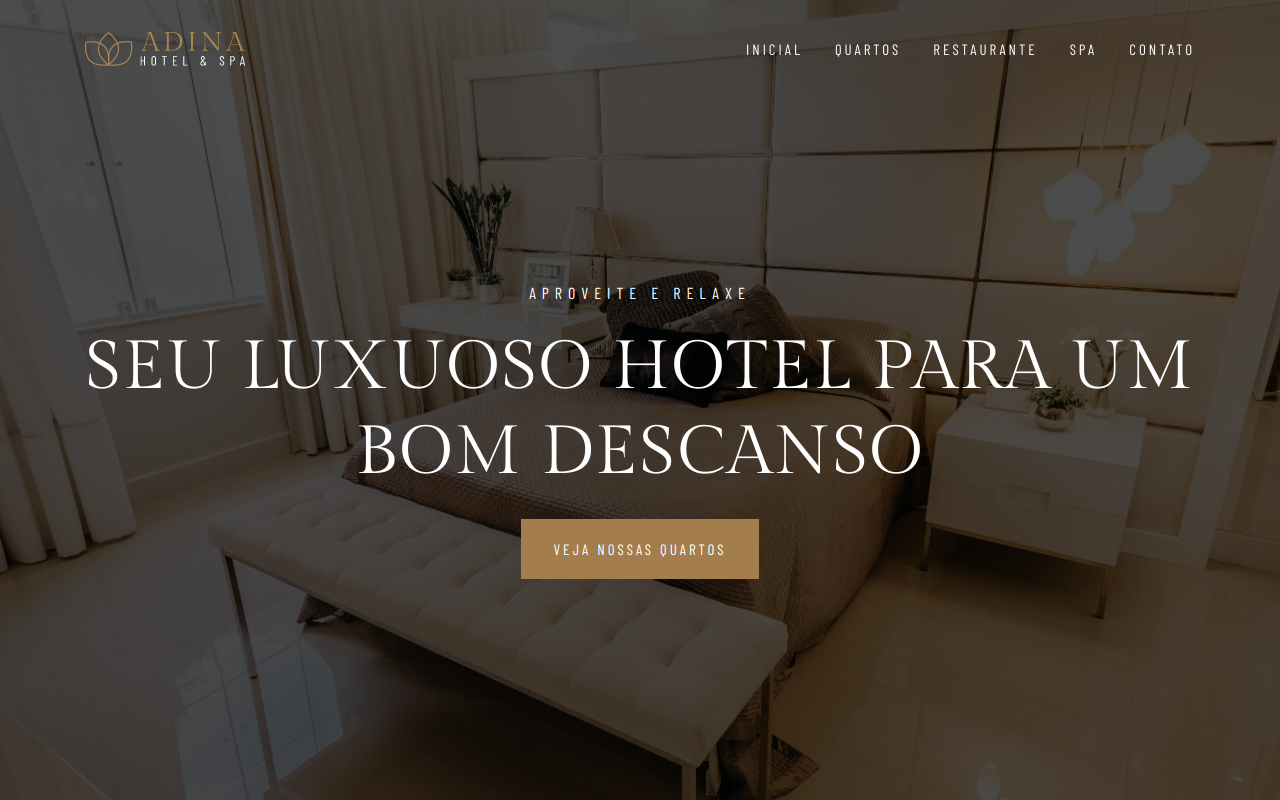 ADINA
HOTEL & SPA
INICIAL QUARTOS RESTAURANTE SPA CONTATO
APROVEITE E RELAXE
SEU LUXUOSO HOTEL PARA UM
BOM DESCANSO
VEJA NOSSAS QUARTOS